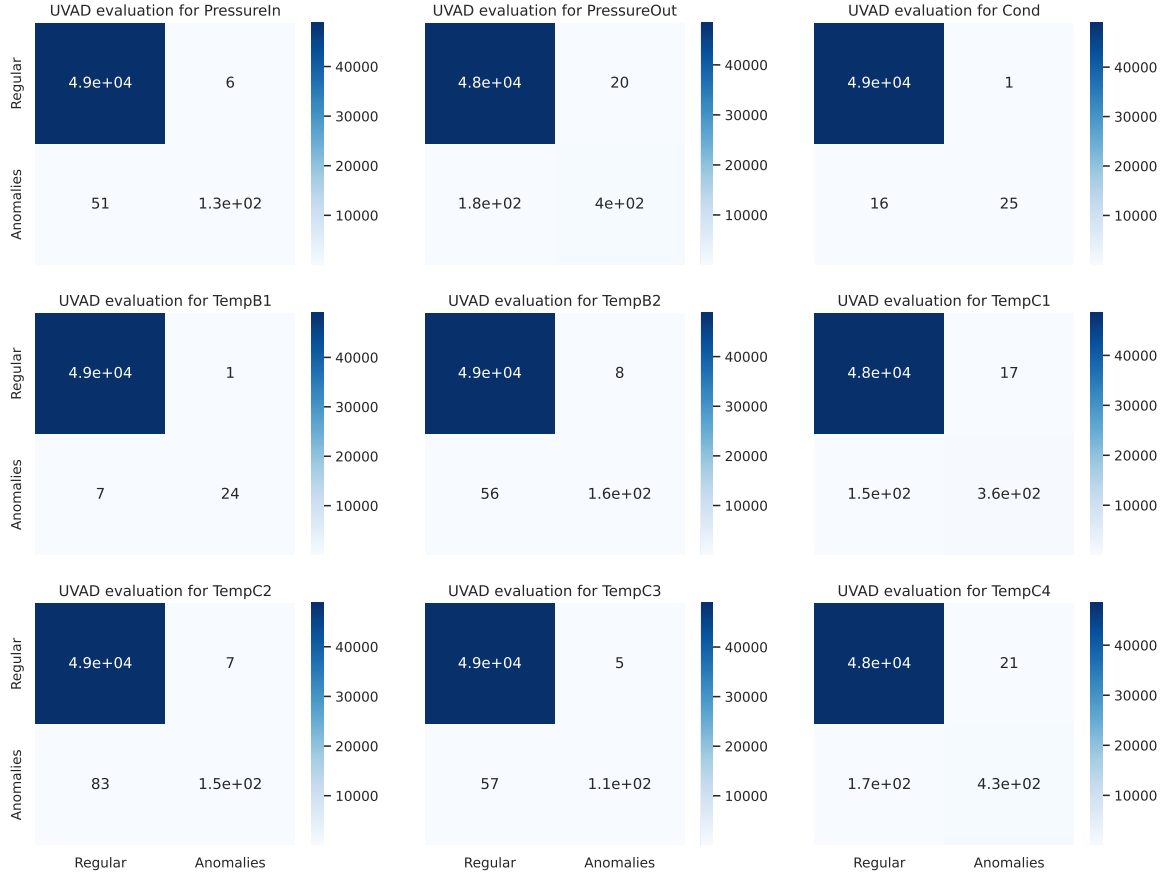 UVAD evaluation for PressureIn
UVAD evaluation for PressureOut
UVAD evaluation for Cond
Regular
4.9e+04
6
40000
30000
20000
10000
Anomalies
51
1.3e+02
4.8e+04
20
40000
30000
20000
10000
1.8e+02
4e+02
4.9e+04
1
40000
30000
20000
10000
16
25
UVAD evaluation for TempB1
UVAD evaluation for TempB2
UVAD evaluation for TempC1
Regular
4.9e+04
1
40000
30000
20000
10000
Anomalies
7
24
4.9e+04
8
40000
30000
20000
10000
56
1.6e+02
4.8e+04
17
40000
30000
20000
10000
1.5e+02
3.6e+02
UVAD evaluation for TempC2
UVAD evaluation for TempC3
UVAD evaluation for TempC4
Regular
4.9e+04
7
40000
30000
20000
10000
Anomalies
83
1.5e+02
4.9e+04
5
40000
30000
20000
10000
57
1.1e+02
4.8e+04
21
40000
30000
20000
10000
1.7e+02
4.3e+02
Regular
Anomalies
Regular
Anomalies
Regular
Anomalies